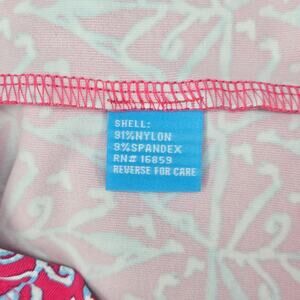 SHELL:
91%NYLON
9%SPANDEX
RN# 16859
REVERSE FOR CARE